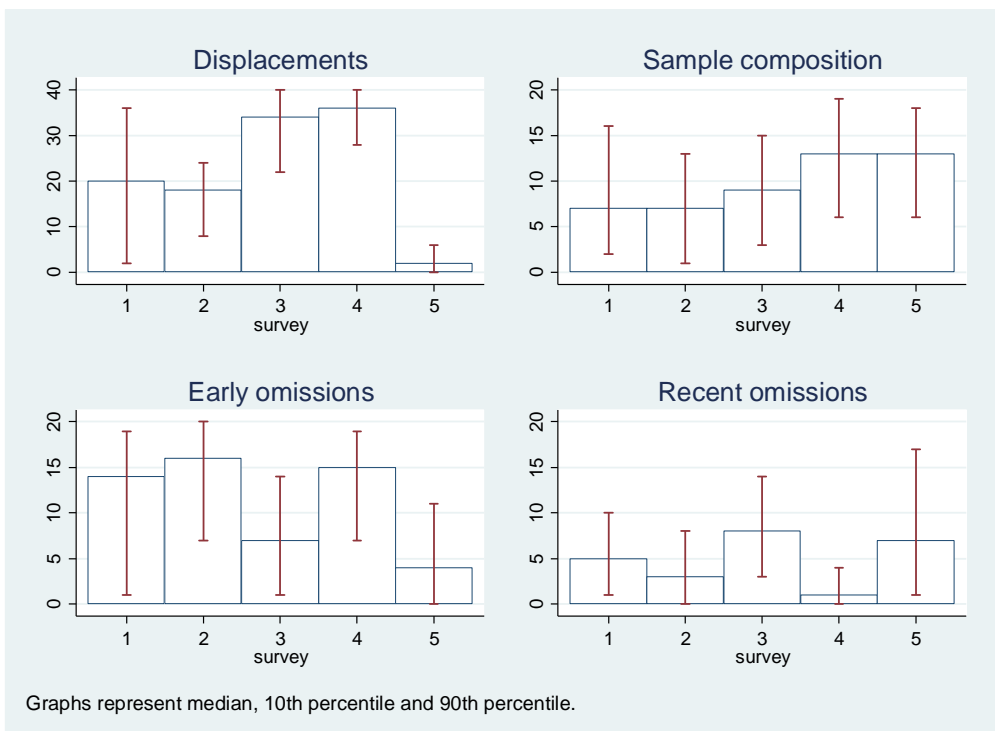 Displacements
40
30
20
10
0
1 2 3 4 5
survey
Sample composition
20
15
10
5
0
1 2 3 4 5
survey
Early omissions
20
15
10
5
0
1 2 3 4 5
survey
Recent omissions
20
15
10
5
0
1 2 3 4 5
survey
Graphs represent median, 10th percentile and 90th percentile.